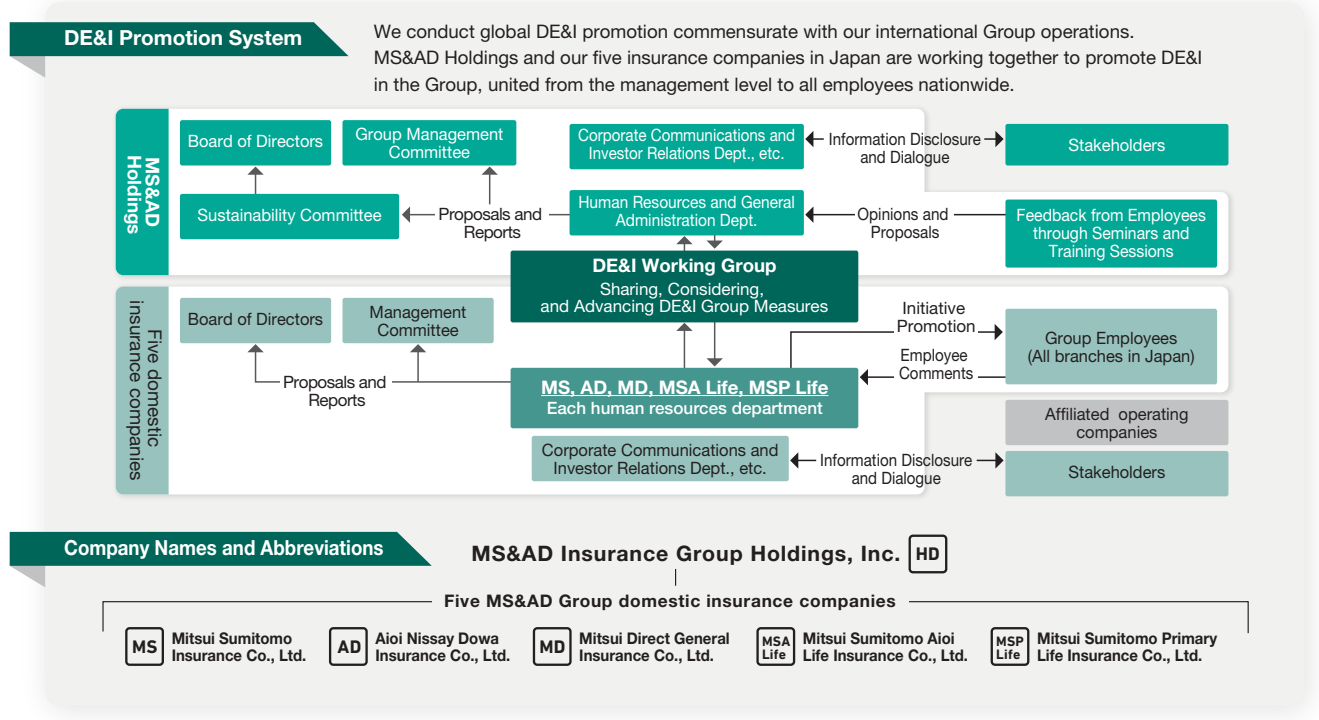 DE&I Promotion System
We conduct global DE&I promotion commensurate with our international Group operations.
MS&AD Holdings and our five insurance companies in Japan are working together to promote DE&I
in the Group, united from the management level to all employees nationwide.
MS&AD
Holdings
Board of Directors
Group Management
Committee
Corporate Communications and
Investor Relations Dept., etc.
Information Disclosure
and Dialogue
Stakeholders
Sustainability Committee
Proposals and
Reports
Human Resources and General
Administration Dept.
Opinions and
Proposals
Feedback from Employees
through Seminars and
Training Sessions
DE&I Working Group
Sharing, Considering,
and Advancing DE&I Group Measures
Five domestic
insurance companies
Board of Directors
Management
Committee
Initiative
Promotion
Group Employees
(All branches in Japan)
Employee
Comments
Proposals and
Reports
MS, AD, MD, MSA Life, MSP Life
Each human resources department
Affiliated operating
companies
Corporate Communications and
Investor Relations Dept., etc.
Information Disclosure
and Dialogue
Stakeholders
Company Names and Abbreviations
MS&AD Insurance Group Holdings, Inc. HD
Five MS&AD Group domestic insurance companies
MS
Mitsui Sumitomo
Insurance Co., Ltd.
AD
Aioi Nissay Dowa
Insurance Co., Ltd.
MD
Mitsui Direct General
Insurance Co., Ltd.
MSA
Life
Mitsui Sumitomo Aioi
Life Insurance Co., Ltd.
MSP
Life
Mitsui Sumitomo Primary
Life Insurance Co., Ltd.